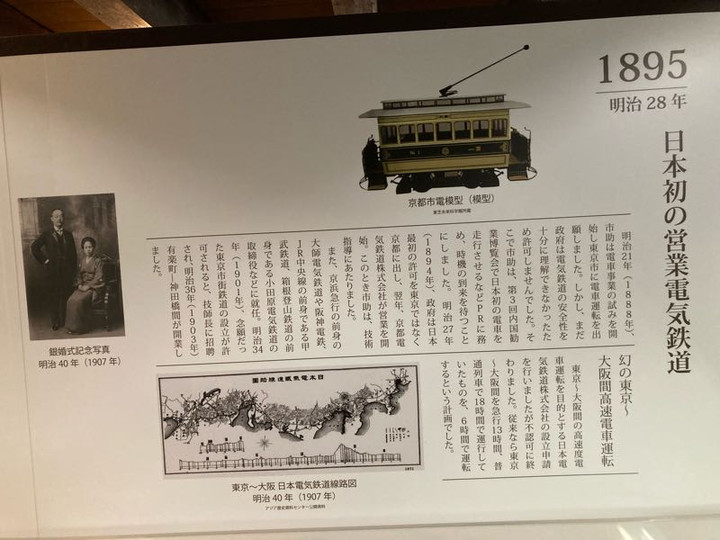 1895
明治28年
日本初の営業電気鉄道
京都市電模型（模型）
明治21年（1888年）、
市助は電車事業の試みを開
始し東京市に電車運転を出
願しました。しかし、まだ
政府は電気鉄道の安全性を
十分に理解できなかったた
め許可しませんでした。そ
こで市助は、第3回内国勧
業博覧会で日本初の電車を
走行させるなどPRに務
め、時機の到来を待つこと
にしました。明治27年
（1894年）、政府は日本
最初の許可を東京ではなく
京都に出し、翌年、京都電
気鉄道株式会社が営業を開
始。このとき市助は、技術
指導にあたりました。
また、京浜急行の前身の
大師電気鉄道や阪神電鉄、
JR中央線の前身である甲
武鉄道、箱根登山鉄道の前
身である小田原電気鉄道の
取締役などに就任。明治34
年（1901年）、念願だっ
た東京市街鉄道の設立が許
可されると、技師長に招聘
され、明治36年（1903年）
有楽町ー神田橋間が開業し
ました。
銀婚式記念写真
明治40年（1907年）
幻の東京〜
大阪間高速電車運転
東京〜大阪間の高速度電
車運転を目的とする日本電
気鉄道株式会社の設立申請
を行いましたが不認可に終
わりました。従来なら東京
〜大阪間を急行13時間、普
通列車で18時間で運行して
いたものを、6時間で運転
するという計画でした。
圖路線道鐵氣電本日
東京〜大阪 日本電気鉄道線路図
明治40年（1907年）
アジア歴史資料センター公開資料